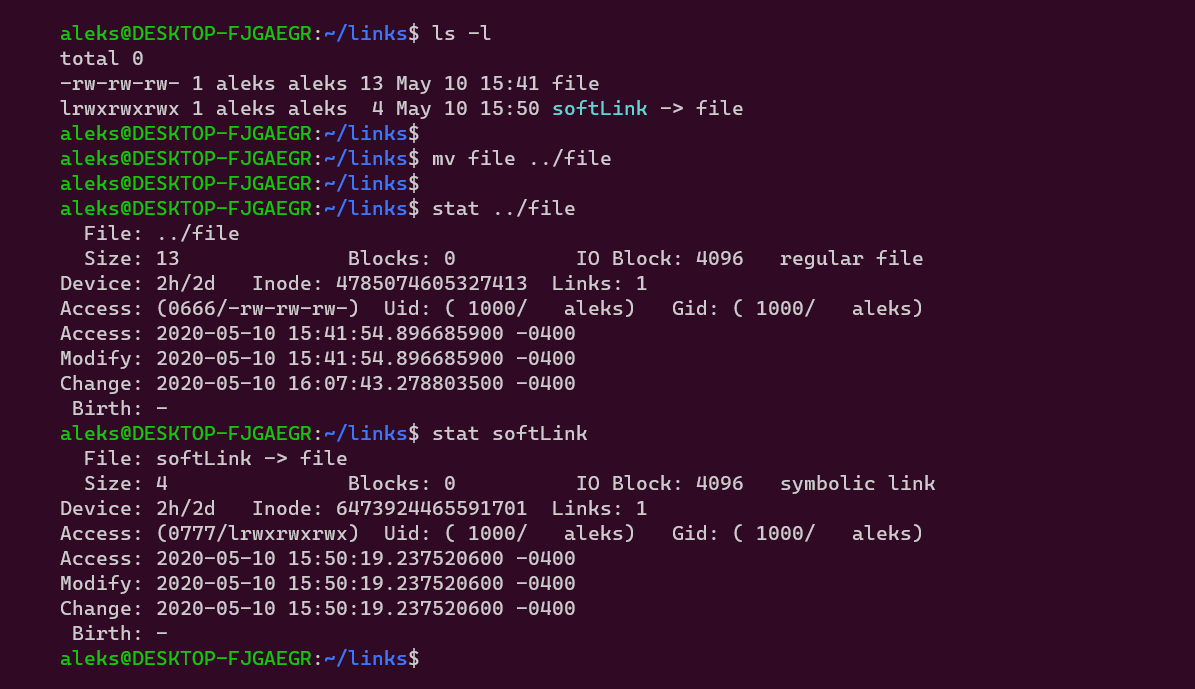 aleks@DESKTOP-FJGAEGR:~/links$ ls -l
total 0
-rw-rw-rw- 1 aleks aleks 13 May 10 15:41 file
lrwxrwxrwx 1 aleks aleks  4 May 10 15:50 softLink -> file
aleks@DESKTOP-FJGAEGR:~/links$
aleks@DESKTOP-FJGAEGR:~/links$ mv file ../file
aleks@DESKTOP-FJGAEGR:~/links$
aleks@DESKTOP-FJGAEGR:~/links$ stat ../file
  File: ../file
  Size: 13              Blocks: 0          IO Block: 4096   regular file
Device: 2h/2d   Inode: 4785074605327413  Links: 1
Access: (0666/-rw-rw-rw-)  Uid: ( 1000/   aleks)   Gid: ( 1000/   aleks)
Access: 2020-05-10 15:41:54.896685900 -0400
Modify: 2020-05-10 15:41:54.896685900 -0400
Change: 2020-05-10 16:07:43.278803500 -0400
 Birth: -
aleks@DESKTOP-FJGAEGR:~/links$ stat softLink
  File: softLink -> file
  Size: 4               Blocks: 0          IO Block: 4096   symbolic link
Device: 2h/2d   Inode: 6473924465591701  Links: 1
Access: (0777/lrwxrwxrwx)  Uid: ( 1000/   aleks)   Gid: ( 1000/   aleks)
Access: 2020-05-10 15:50:19.237520600 -0400
Modify: 2020-05-10 15:50:19.237520600 -0400
Change: 2020-05-10 15:50:19.237520600 -0400
 Birth: -
aleks@DESKTOP-FJGAEGR:~/links$